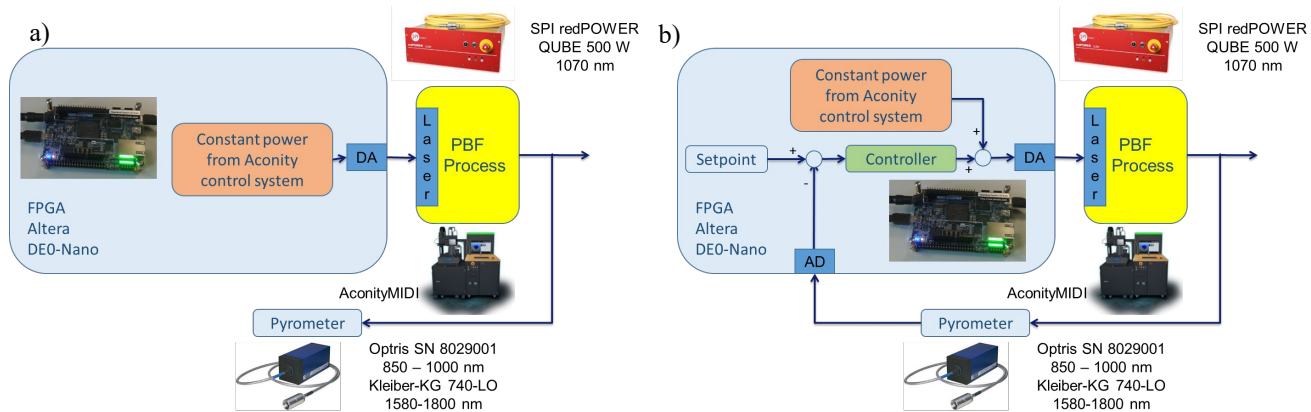 a)
SPI redPOWER
QUBE 500 W
1070 nm
Constant power
from Aconity
control system
DA
Laser
PBF
Process
FPGA
Altera
DE0-Nano
AconityMIDI
Pyrometer
Optris SN 8029001
850 – 1000 nm
Kleiber-KG 740-LO
1580-1800 nm
b)
SPI redPOWER
QUBE 500 W
1070 nm
Constant power
from Aconity
control system
Setpoint
+
-
Controller
+
+
DA
Laser
PBF
Process
FPGA
Altera
DE0-Nano
AD
AconityMIDI
Pyrometer
Optris SN 8029001
850 – 1000 nm
Kleiber-KG 740-LO
1580-1800 nm